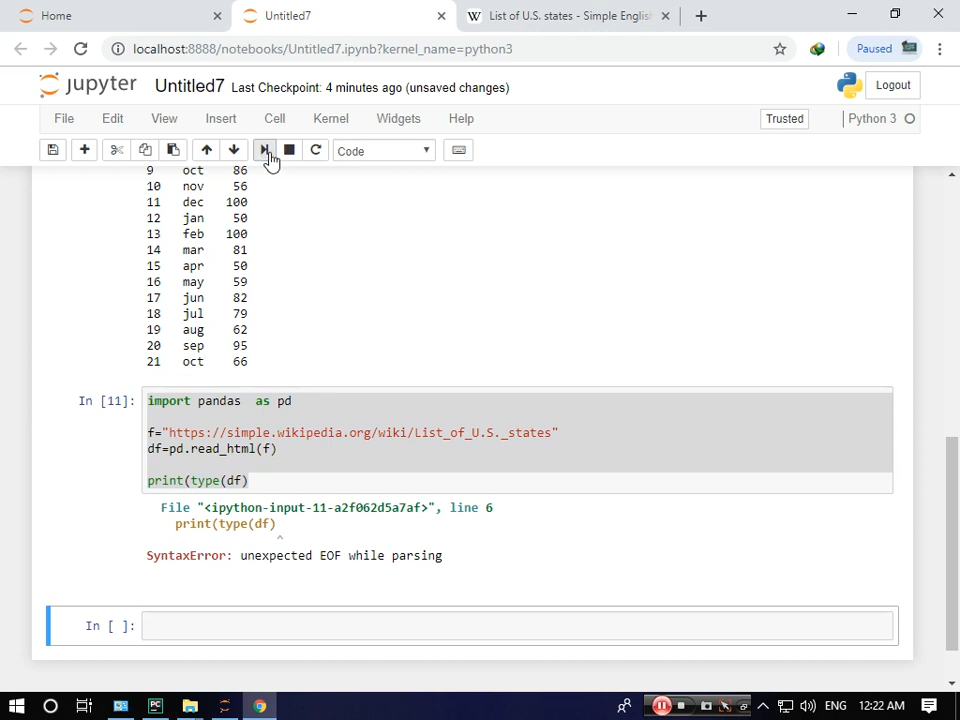 Home
Untitled7
List of U.S. states - Simple English
localhost:8888/notebooks/Untitled7.ipynb?kernel_name=python3
Paused
jupyter Untitled7 Last Checkpoint: 4 minutes ago (unsaved changes)
Logout
File Edit View Insert Cell Kernel Widgets Help
Trusted
Python 3
Code
9 oct 86
10 nov 56
11 dec 100
12 jan 50
13 feb 100
14 mar 81
15 apr 50
16 may 59
17 jun 82
18 jul 79
19 aug 62
20 sep 95
21 oct 66
In [11]: import pandas  as pd
f="https://simple.wikipedia.org/wiki/List_of_U.S._states"
df=pd.read_html(f)
print(type(df)
File "<ipython-input-11-a2f062d5a7af>", line 6
print(type(df)
^
SyntaxError: unexpected EOF while parsing
In [ ]:
PC
ENG
12:22 AM